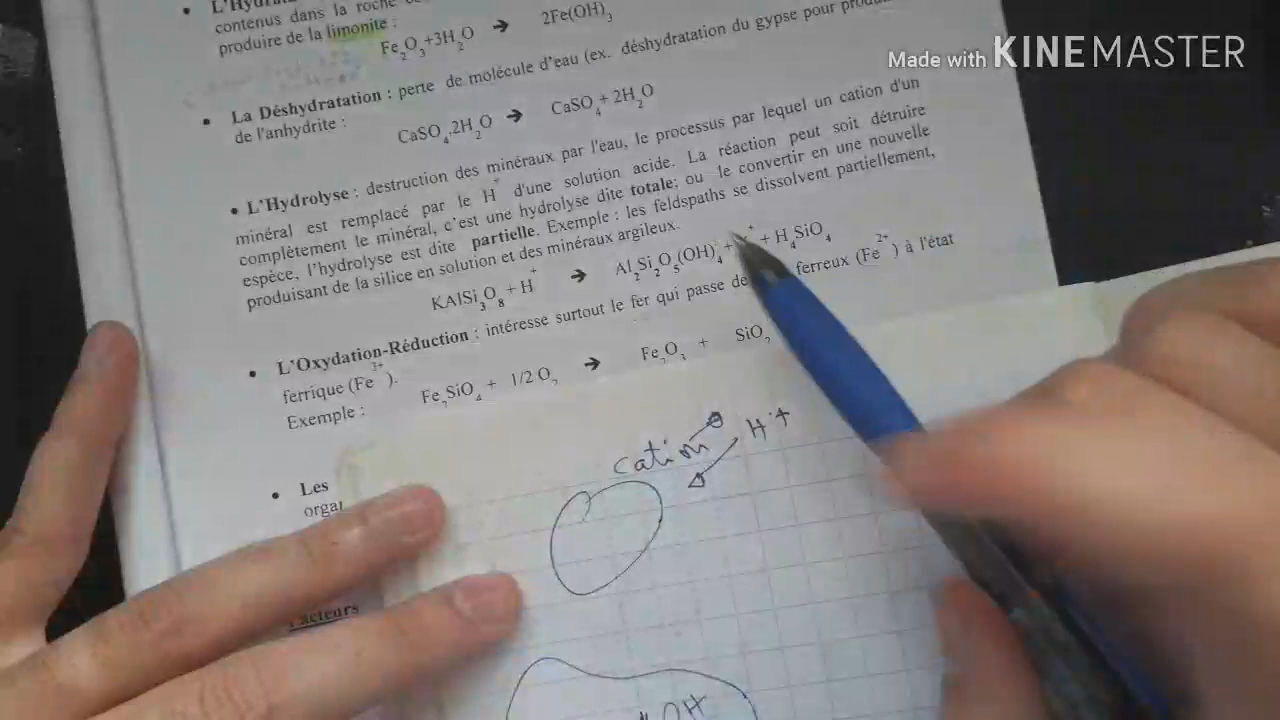 Made with KINEMASTER
contenus dans la roche
produire de la limonite :
Fe2O3+3H2O ➔ 2Fe(OH)3
• La Déshydratation : perte de molécule d'eau (ex. déshydratation du gypse pour
de l'anhydrite :
CaSO4.2H2O ➔ CaSO4+ 2H2O
• L'Hydrolyse : destruction des minéraux par l'eau, le processus par lequel un cation d'un
minéral est remplacé par le H+ d'une solution acide. La réaction peut soit détruire
complètement le minéral, c'est une hydrolyse dite totale; ou le convertir en une nouvelle
espèce, l'hydrolyse est dite partielle. Exemple : les feldspaths se dissolvent partiellement,
produisant de la silice en solution et des minéraux argileux.
KAlSi3O8 + H+ ➔ Al2Si2O5(OH)4 + + + H4SiO4
• L'Oxydation-Réduction : intéresse surtout le fer qui passe de ferreux (Fe2+) à l'état
ferrique (Fe3+).
Exemple : Fe2SiO4 + 1/2 O2 ➔ Fe2O3 + SiO2
cation H+
• Les
OH